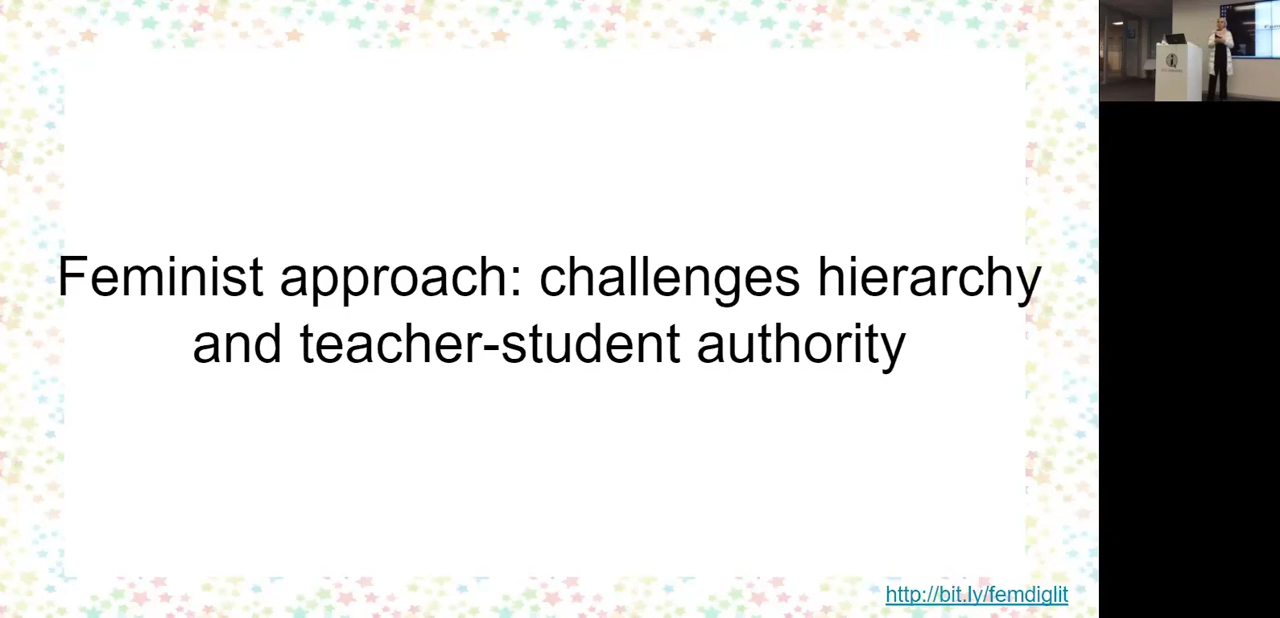 Feminist approach: challenges hierarchy
and teacher-student authority
http://bit.ly/femdiglit